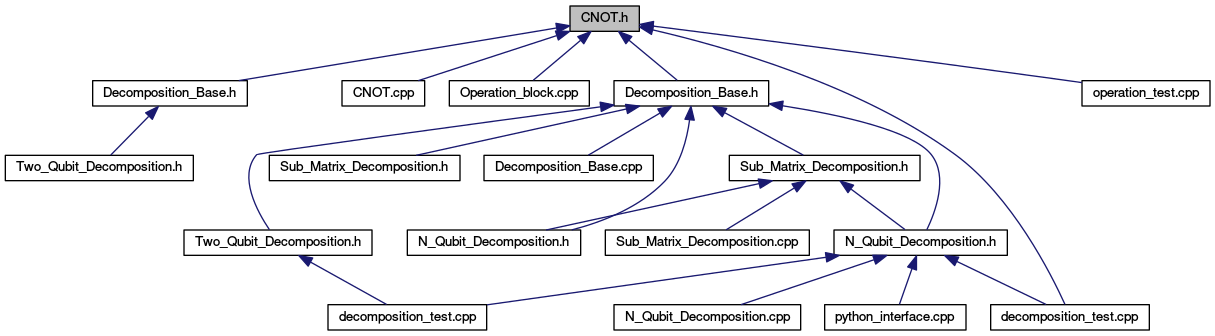 CNOT.h
Decomposition_Base.h
CNOT.cpp
Operation_block.cpp
Decomposition_Base.h
operation_test.cpp
Two_Qubit_Decomposition.h
Sub_Matrix_Decomposition.h
Decomposition_Base.cpp
Sub_Matrix_Decomposition.h
Two_Qubit_Decomposition.h
N_Qubit_Decomposition.h
Sub_Matrix_Decomposition.cpp
N_Qubit_Decomposition.h
decomposition_test.cpp
N_Qubit_Decomposition.cpp
python_interface.cpp
decomposition_test.cpp